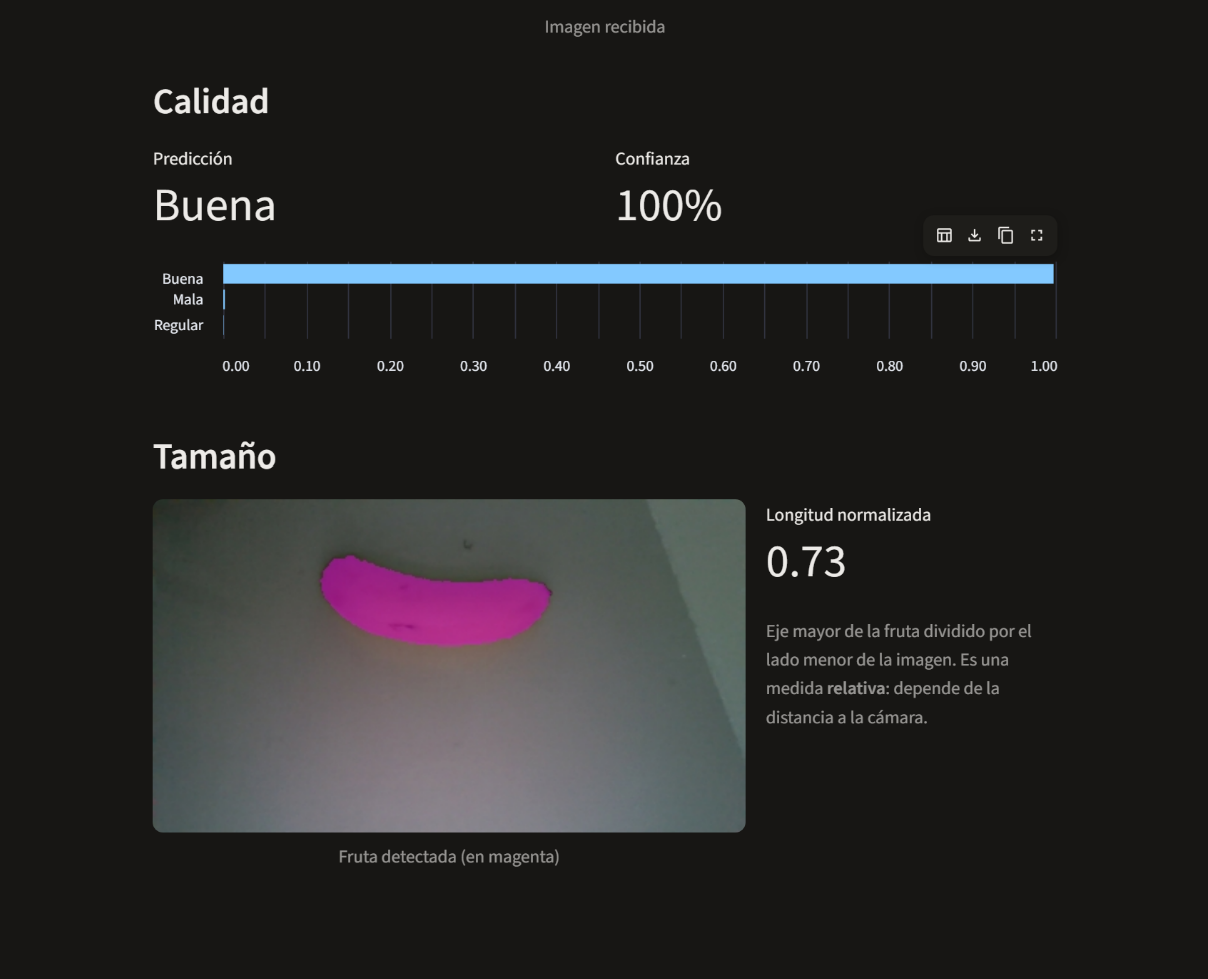 Imagen recibida
Calidad
Predicción
Buena
Confianza
100%
Buena
Mala
Regular
0.00 0.10 0.20 0.30 0.40 0.50 0.60 0.70 0.80 0.90 1.00
Tamaño
Fruta detectada (en magenta)
Longitud normalizada
0.73
Eje mayor de la fruta dividido por el
lado menor de la imagen. Es una
medida relativa: depende de la
distancia a la cámara.